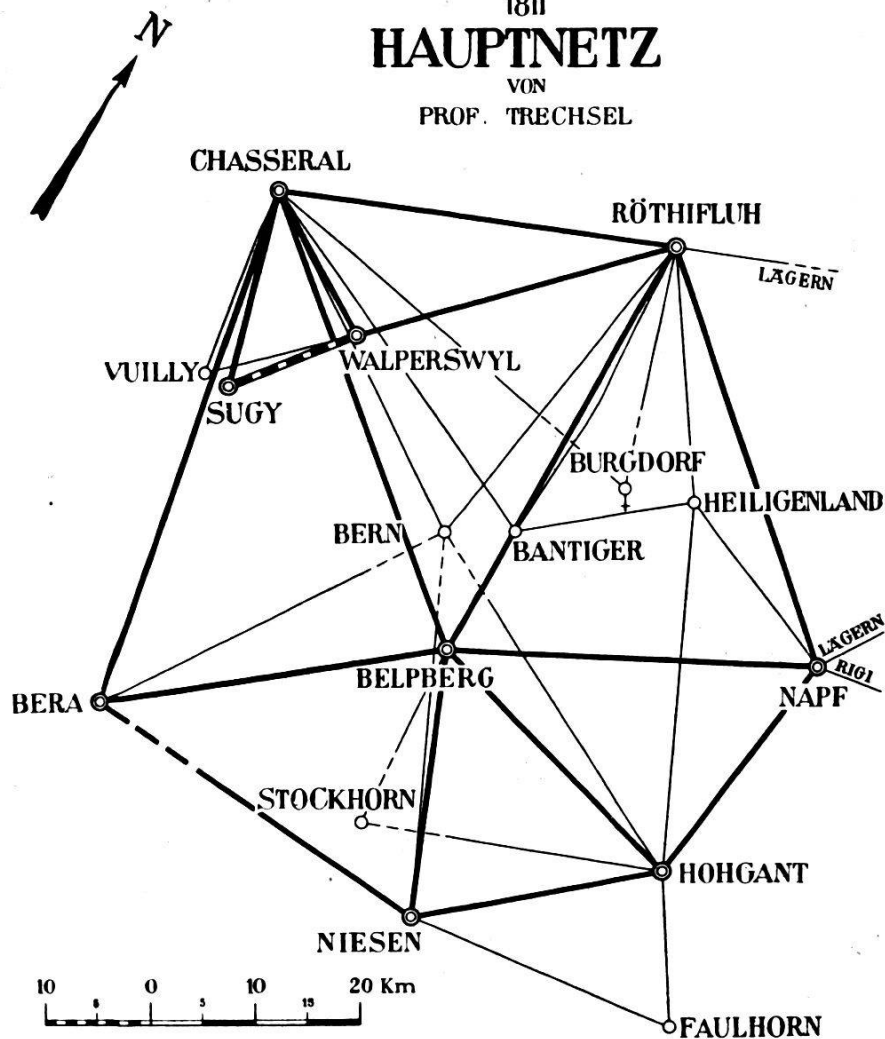 1811
N
HAUPTNETZ
VON
PROF. TRECHSEL
CHASSERAL
RÖTHIFLUH
LÄGERN
VUILLY
WALPERSWYL
SUGY
BURGDORF
HEILIGENLAND
BERN
BANTIGER
LÄGERN
RIGI
BELPBERG
NAPF
BERA
STOCKHORN
HOHGANT
NIESEN
10 5 0 5 10 15 20 Km
FAULHORN